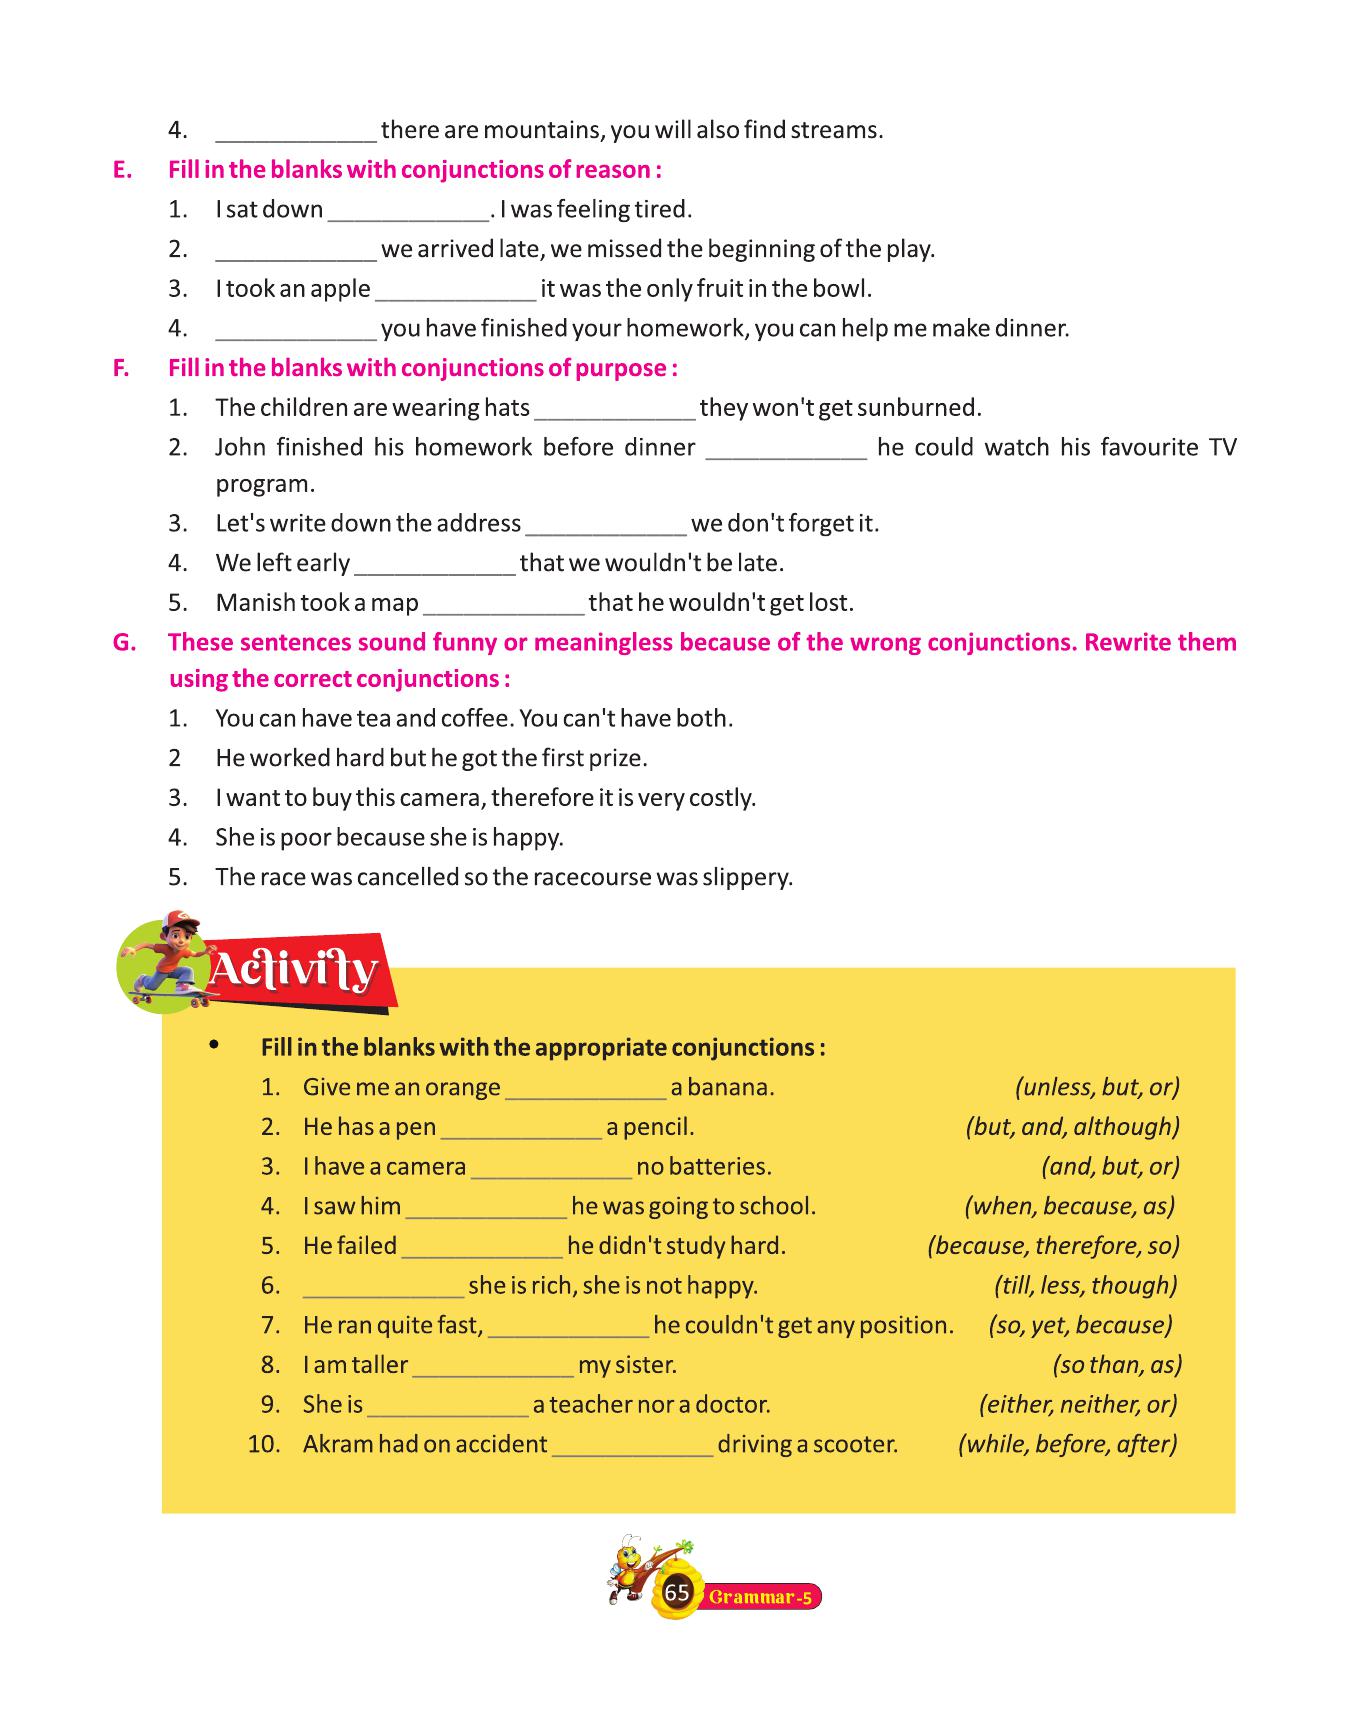 4. ____________ there are mountains, you will also find streams.
E. Fill in the blanks with conjunctions of reason :
1. I sat down ____________. I was feeling tired.
2. ____________ we arrived late, we missed the beginning of the play.
3. I took an apple ____________ it was the only fruit in the bowl.
4. ____________ you have finished your homework, you can help me make dinner.
F. Fill in the blanks with conjunctions of purpose :
1. The children are wearing hats ____________ they won't get sunburned.
2. John finished his homework before dinner ____________ he could watch his favourite TV
program.
3. Let's write down the address ____________ we don't forget it.
4. We left early ____________ that we wouldn't be late.
5. Manish took a map ____________ that he wouldn't get lost.
G. These sentences sound funny or meaningless because of the wrong conjunctions. Rewrite them
using the correct conjunctions :
1. You can have tea and coffee. You can't have both.
2 He worked hard but he got the first prize.
3. I want to buy this camera, therefore it is very costly.
4. She is poor because she is happy.
5. The race was cancelled so the racecourse was slippery.
Activity
• Fill in the blanks with the appropriate conjunctions :
1. Give me an orange ____________ a banana. (unless, but, or)
2. He has a pen ____________ a pencil. (but, and, although)
3. I have a camera ____________ no batteries. (and, but, or)
4. I saw him ____________ he was going to school. (when, because, as)
5. He failed ____________ he didn't study hard. (because, therefore, so)
6. ____________ she is rich, she is not happy. (till, less, though)
7. He ran quite fast, ____________ he couldn't get any position. (so, yet, because)
8. I am taller ____________ my sister. (so than, as)
9. She is ____________ a teacher nor a doctor. (either, neither, or)
10. Akram had on accident ____________ driving a scooter. (while, before, after)
65 Grammar-5